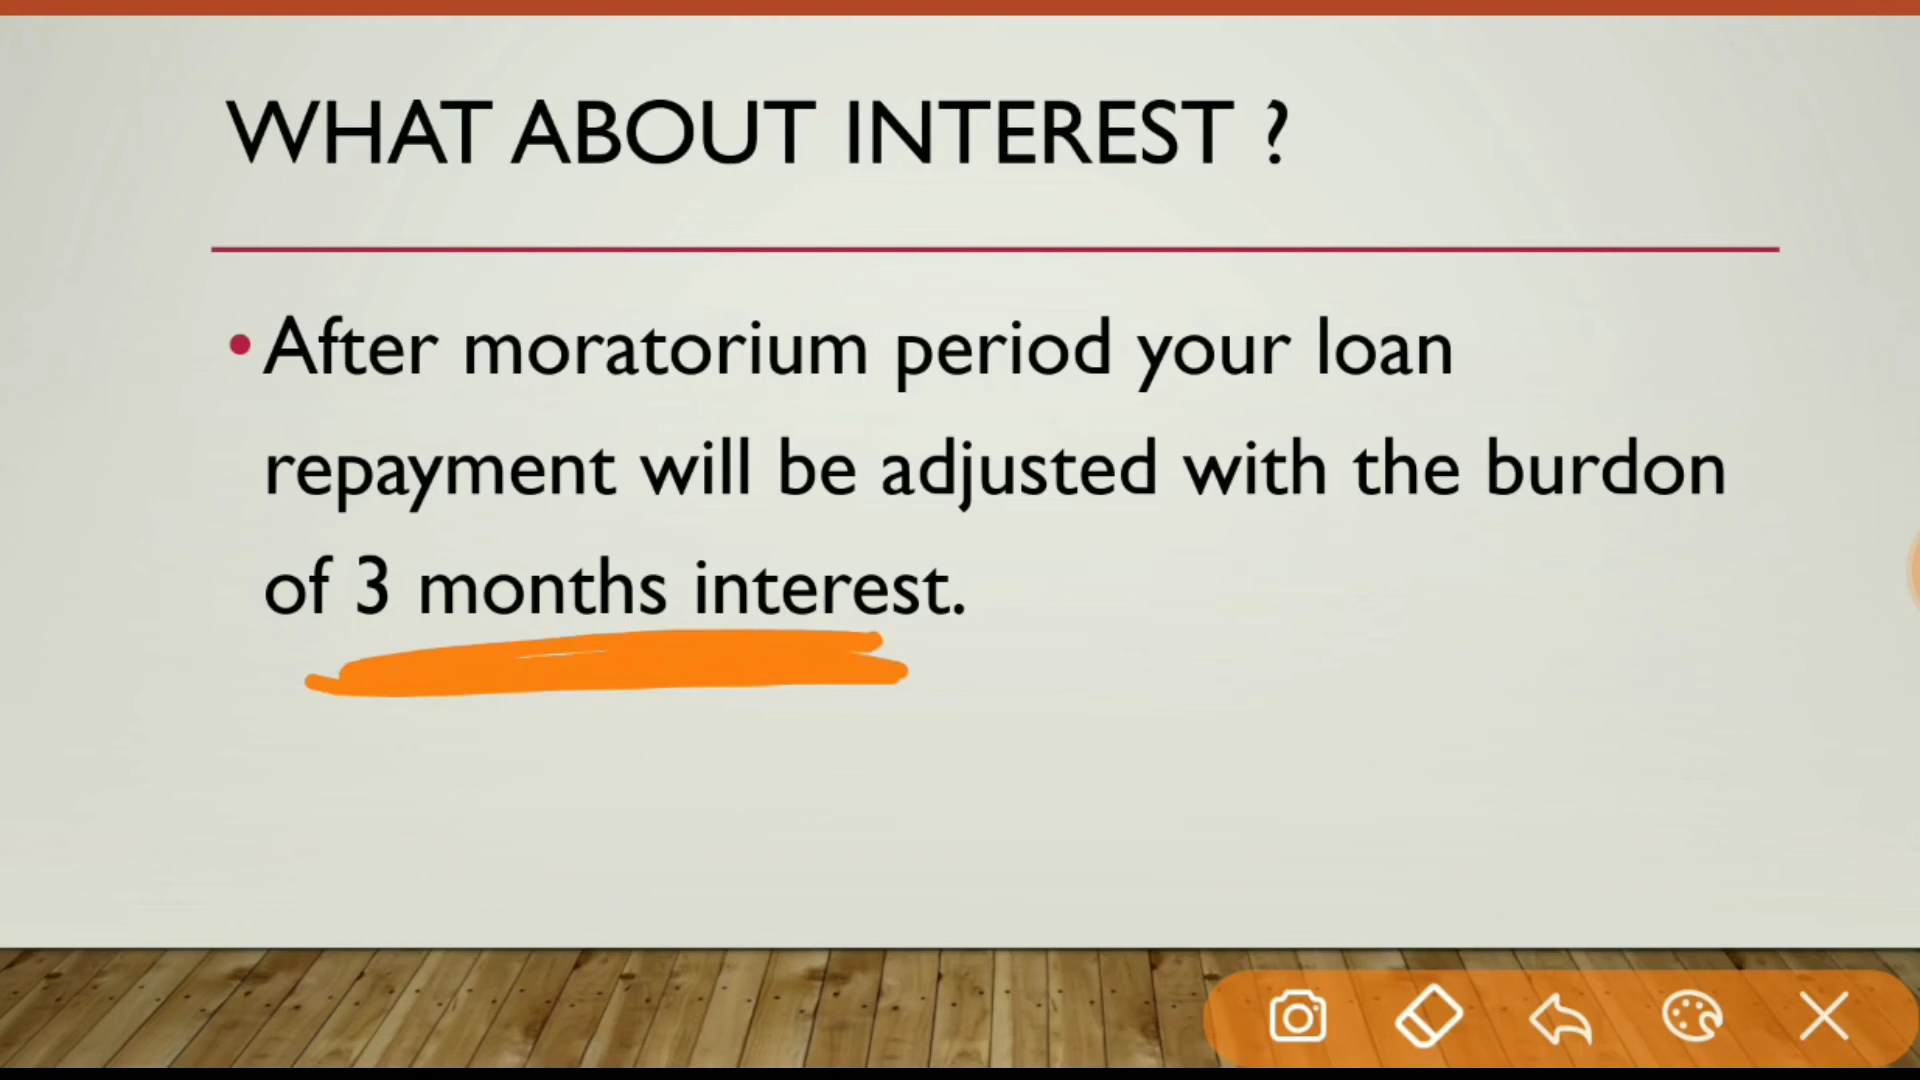 WHAT ABOUT INTEREST ?
• After moratorium period your loan
repayment will be adjusted with the burdon
of 3 months interest.